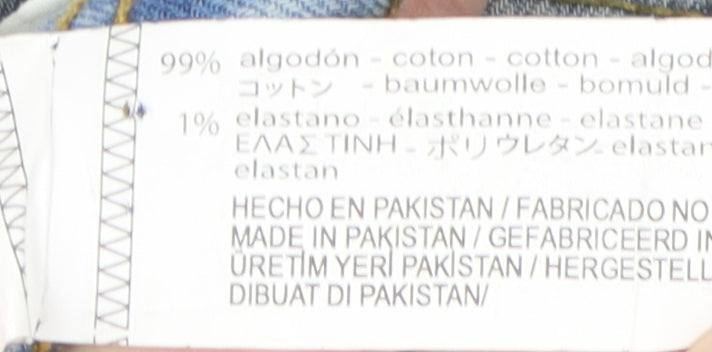 99% algodón - coton - cotton - algod
コットン - baumwolle - bomuld -
1% elastano - élasthanne - elastane
ΕΛΑΣ ΤΙΝΗ - ポリウレタン- elastan
elastan
HECHO EN PAKISTAN / FABRICADO NO
MADE IN PAKISTAN / GEFABRICEERD IN
ÜRETİM YERİ PAKİSTAN / HERGESTELL
DIBUAT DI PAKISTAN/